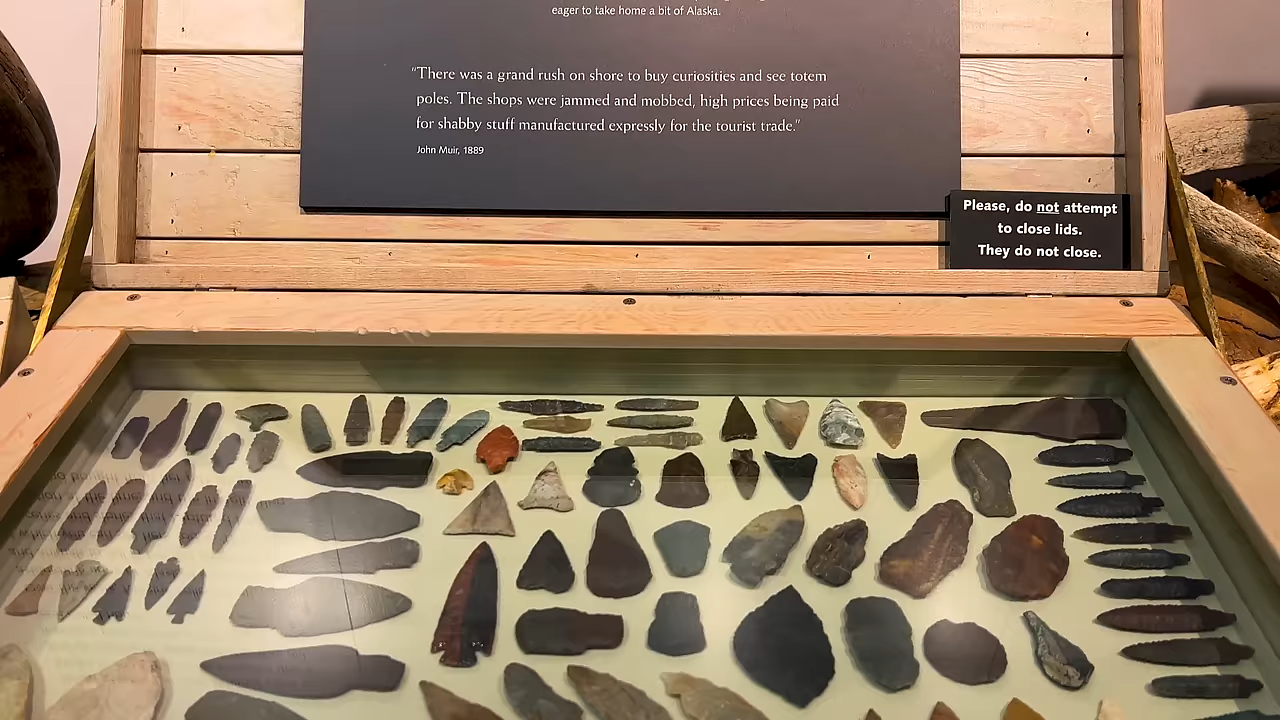 eager to take home a bit of Alaska.
“There was a grand rush on shore to buy curiosities and see totem
poles. The shops were jammed and mobbed, high prices being paid
for shabby stuff manufactured expressly for the tourist trade.”
John Muir, 1889
Please, do not attempt
to close lids.
They do not close.